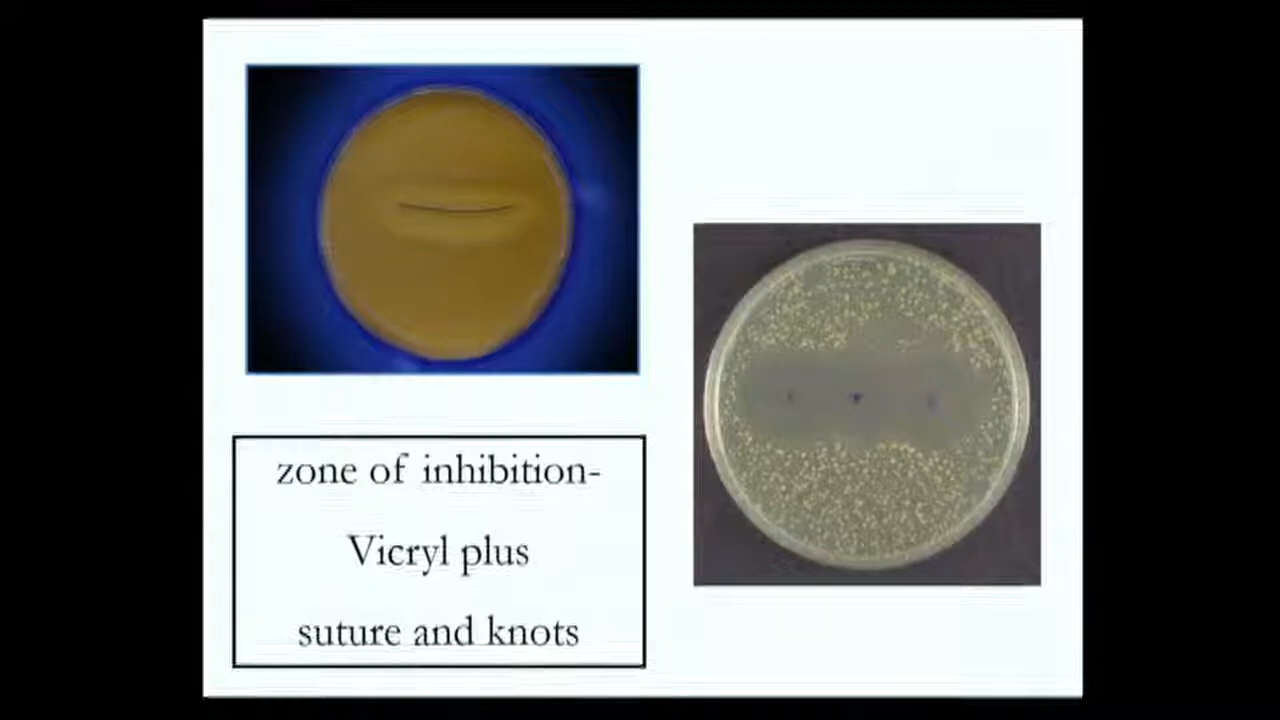 zone of inhibition-
Vicryl plus
suture and knots